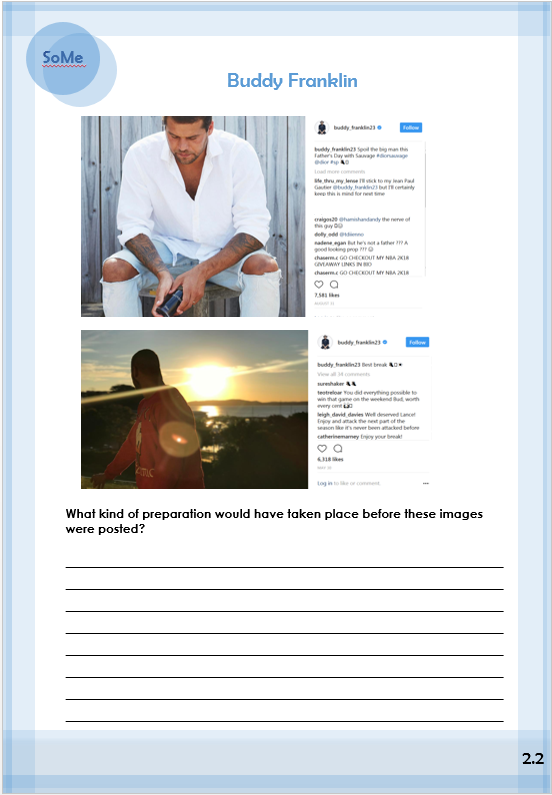 SoMe
Buddy Franklin
buddy_franklin23
Follow
buddy_franklin23 Spoil the big man this
Father's Day with Sauvage #diorsauvage
@dior #sp
Load more comments
life_thru_my_lense I'll stick to my Jean Paul
Gaultier @buddy_franklin23 but I'll certainly
keep this is mind for next time
craigos20 @hamishandandy the nerve of
this guy
dolly_odd @tbienno
nadene_egan But he's not a father ??? A
good looking prop ???
chaserm.c GO CHECKOUT MY NBA 2K18
GIVEAWAY LINKS IN BIO
chaserm.c GO CHECKOUT MY NBA 2K18
7,581 likes
AUGUST
buddy_franklin23
Follow
buddy_franklin23 Best break
View all 39 comments
sureshaker
teotreloar You did everything possible to
win that game on the weekend Bud, worth
every cent
leigh_david_davies Well deserved Lance!
Enjoy and attack the next part of the
season like it's never been attacked before
catherinemarney Enjoy your break!
6,318 likes
Log in to like or comment.
What kind of preparation would have taken place before these images
were posted?
2.2